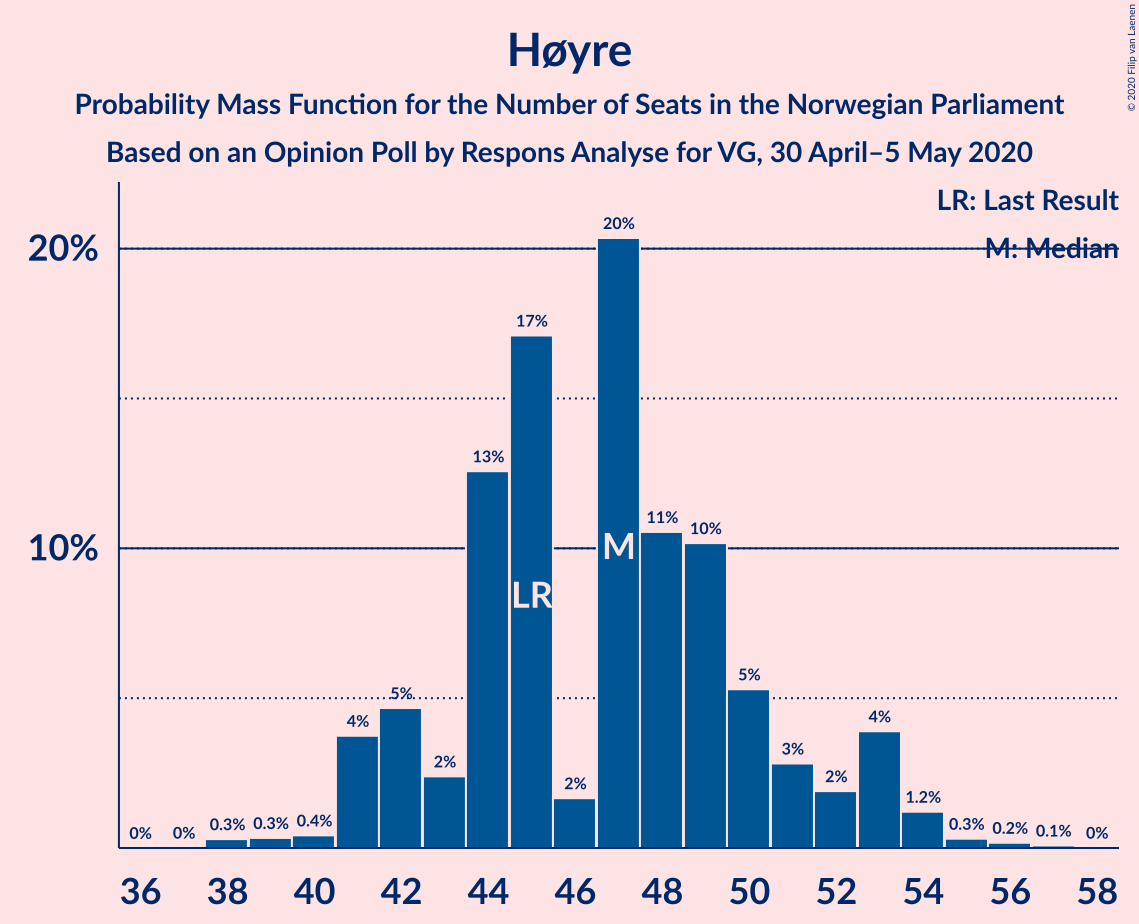 © 2020 Filip van Laenen
Høyre
Probability Mass Function for the Number of Seats in the Norwegian Parliament
Based on an Opinion Poll by Respons Analyse for VG, 30 April–5 May 2020
LR: Last Result
M: Median
20%
10%
0%
0%
0.3%
0.3%
0.4%
4%
5%
2%
13%
17%
2%
20%
11%
10%
5%
3%
2%
4%
1.2%
0.3%
0.2%
0.1%
0%
LR
M
36 38 40 42 44 46 48 50 52 54 56 58